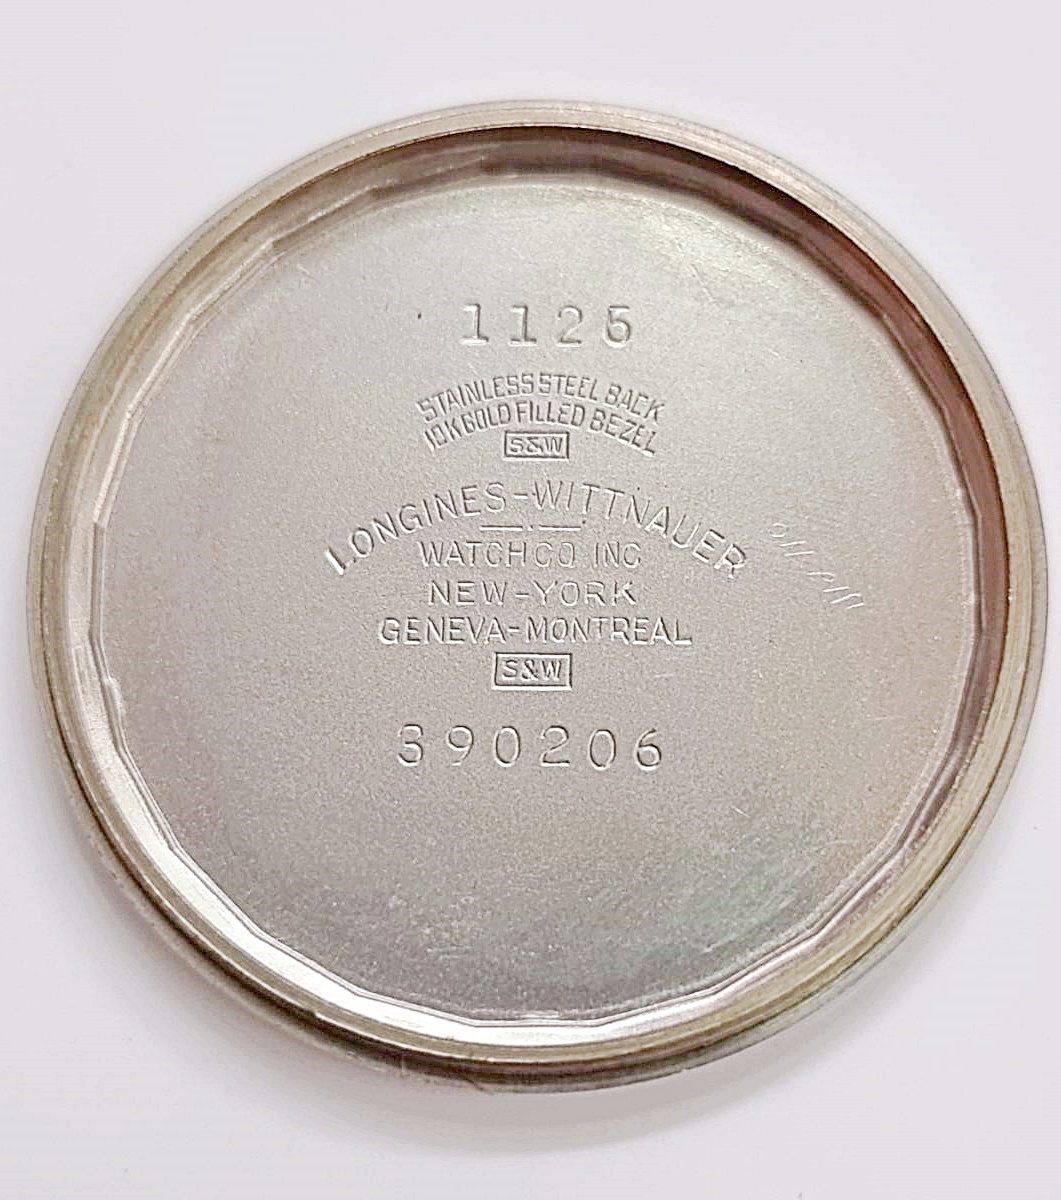 1125
STAINLESS STEEL BACK
10K GOLD FILLED BEZEL
S&W
LONGINES-WITTNAUER
WATCH CO INC
NEW-YORK
GENEVA-MONTREAL
S&W
390206